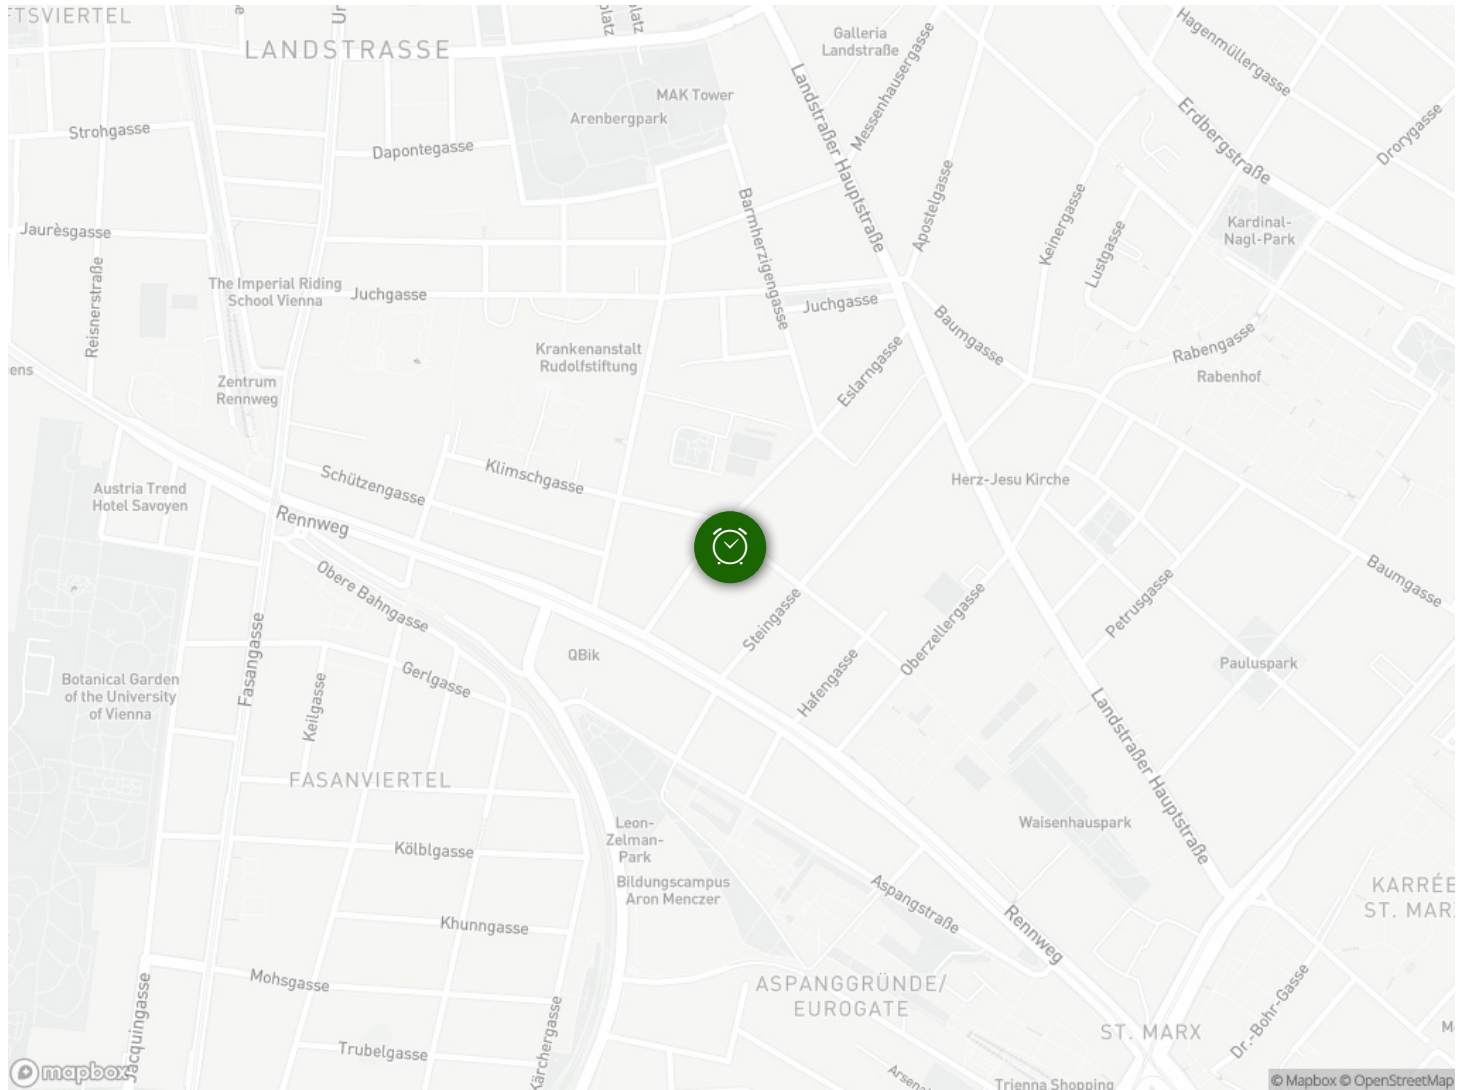 FTSVIERTEL
LANDSTRASSE
Galleria
Landstraße
Hagenmüllergasse
MAK Tower
Arenbergpark
Landstraßer Hauptstraße
Messenhausergasse
Erdbergstraße
Drorygasse
Strohgasse
Dapontegasse
Barmherzigengasse
Apostelgasse
Keinergasse
Lustgasse
Kardinal-
Nagl-Park
Jaurèsgasse
Reisnerstraße
The Imperial Riding
School Vienna
Juchgasse
Juchgasse
Baumgasse
Rabengasse
Rabenhof
Krankenanstalt
Rudolfstiftung
Eslarngasse
ens
Zentrum
Rennweg
Schützengasse
Klimschgasse
Herz-Jesu Kirche
Austria Trend
Hotel Savoyen
Rennweg
Obere Bahngasse
Steingasse
Hafengasse
Oberzellergasse
Petrusgasse
Baumgasse
Pauluspark
QBik
Botanical Garden
of the University
of Vienna
Fasangasse
Keilgasse
Gerlgasse
Landstraßer Hauptstraße
FASANVIERTEL
Waisenhauspark
Kölblgasse
Leon-
Zelman-
Park
Bildungscampus
Aron Menczer
Aspangstraße
Rennweg
KARRÉE
ST. MAR
Khunngasse
Mohsgasse
Jacquingasse
Kärchergasse
Trubelgasse
ASPANGGRÜNDE/
EUROGATE
ST. MARX
Dr.-Bohr-Gasse
Arsen
Trienna Shopping
mapbox
© Mapbox © OpenStreetMap